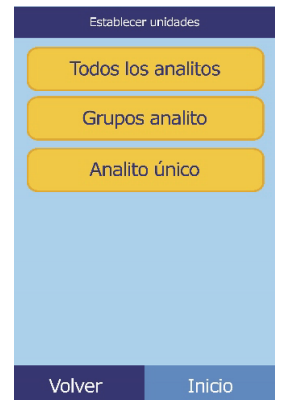 Establecer unidades
Todos los analitos
Grupos analito
Analito único
Volver Inicio